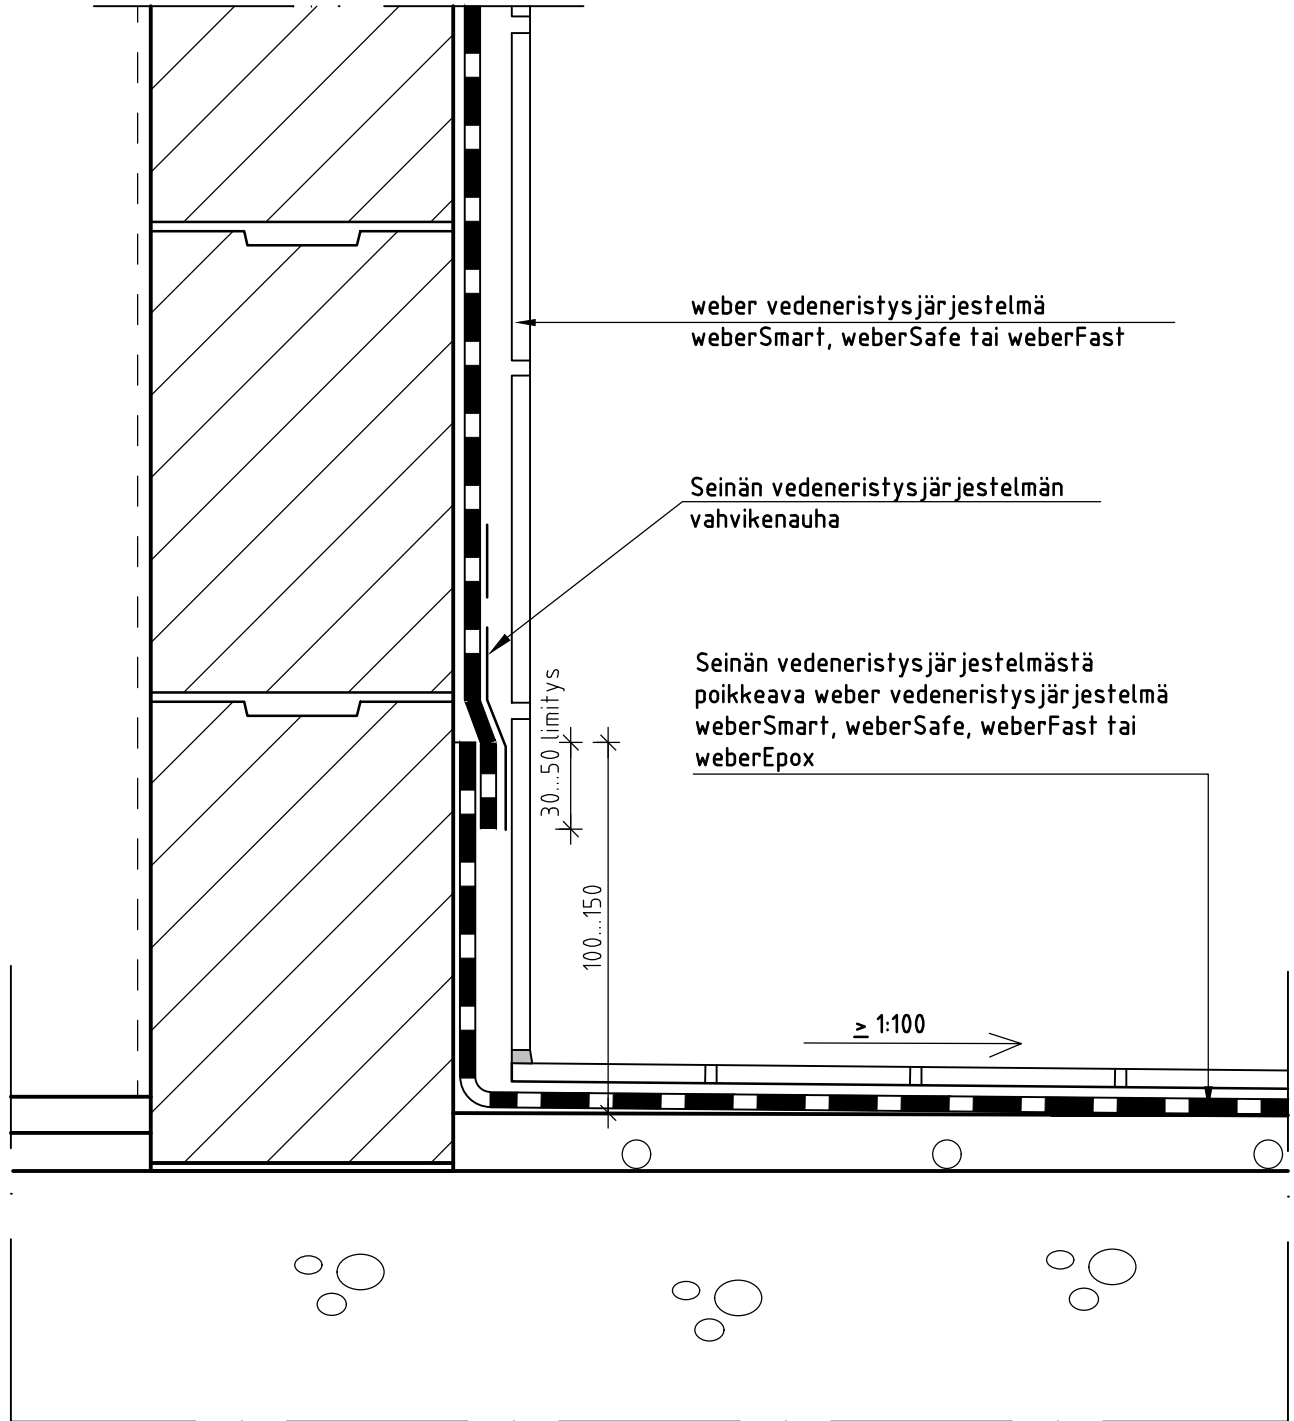 weber vedeneristysjärjestelmä
weberSmart, weberSafe tai weberFast
Seinän vedeneristysjärjestelmän
vahvikenauha
Seinän vedeneristysjärjestelmästä
poikkeava weber vedeneristysjärjestelmä
weberSmart, weberSafe, weberFast tai
weberEpox
30...50 limitys
100...150
≥ 1:100